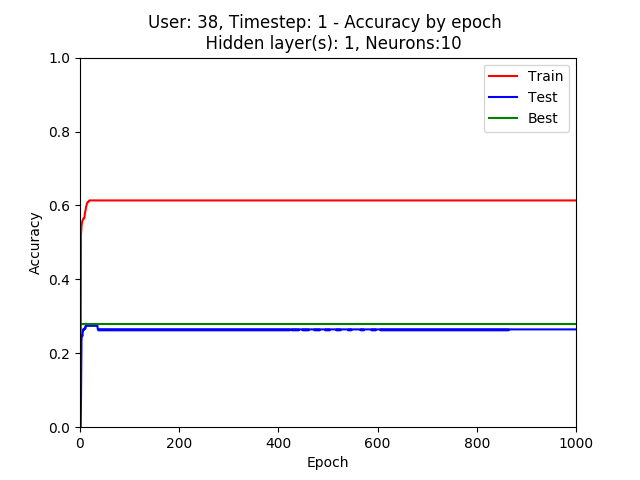 User: 38, Timestep: 1 - Accuracy by epoch
Hidden layer(s): 1, Neurons:10
1.0
Train
Test
Best
0.8
0.6
Accuracy
0.4
0.2
0.0
0 200 400 600 800 1000
Epoch